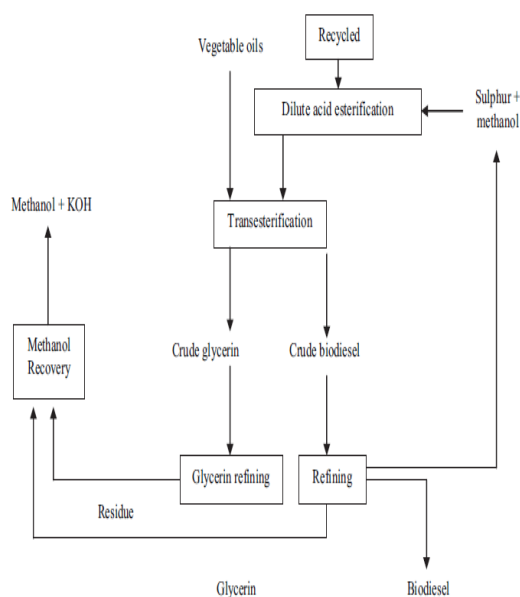 Recycled
Vegetable oils
Dilute acid esterification
Sulphur +
methanol
Methanol + KOH
Transesterification
Methanol
Recovery
Crude glycerin
Crude biodiesel
Glycerin refining
Refining
Residue
Glycerin
Biodiesel